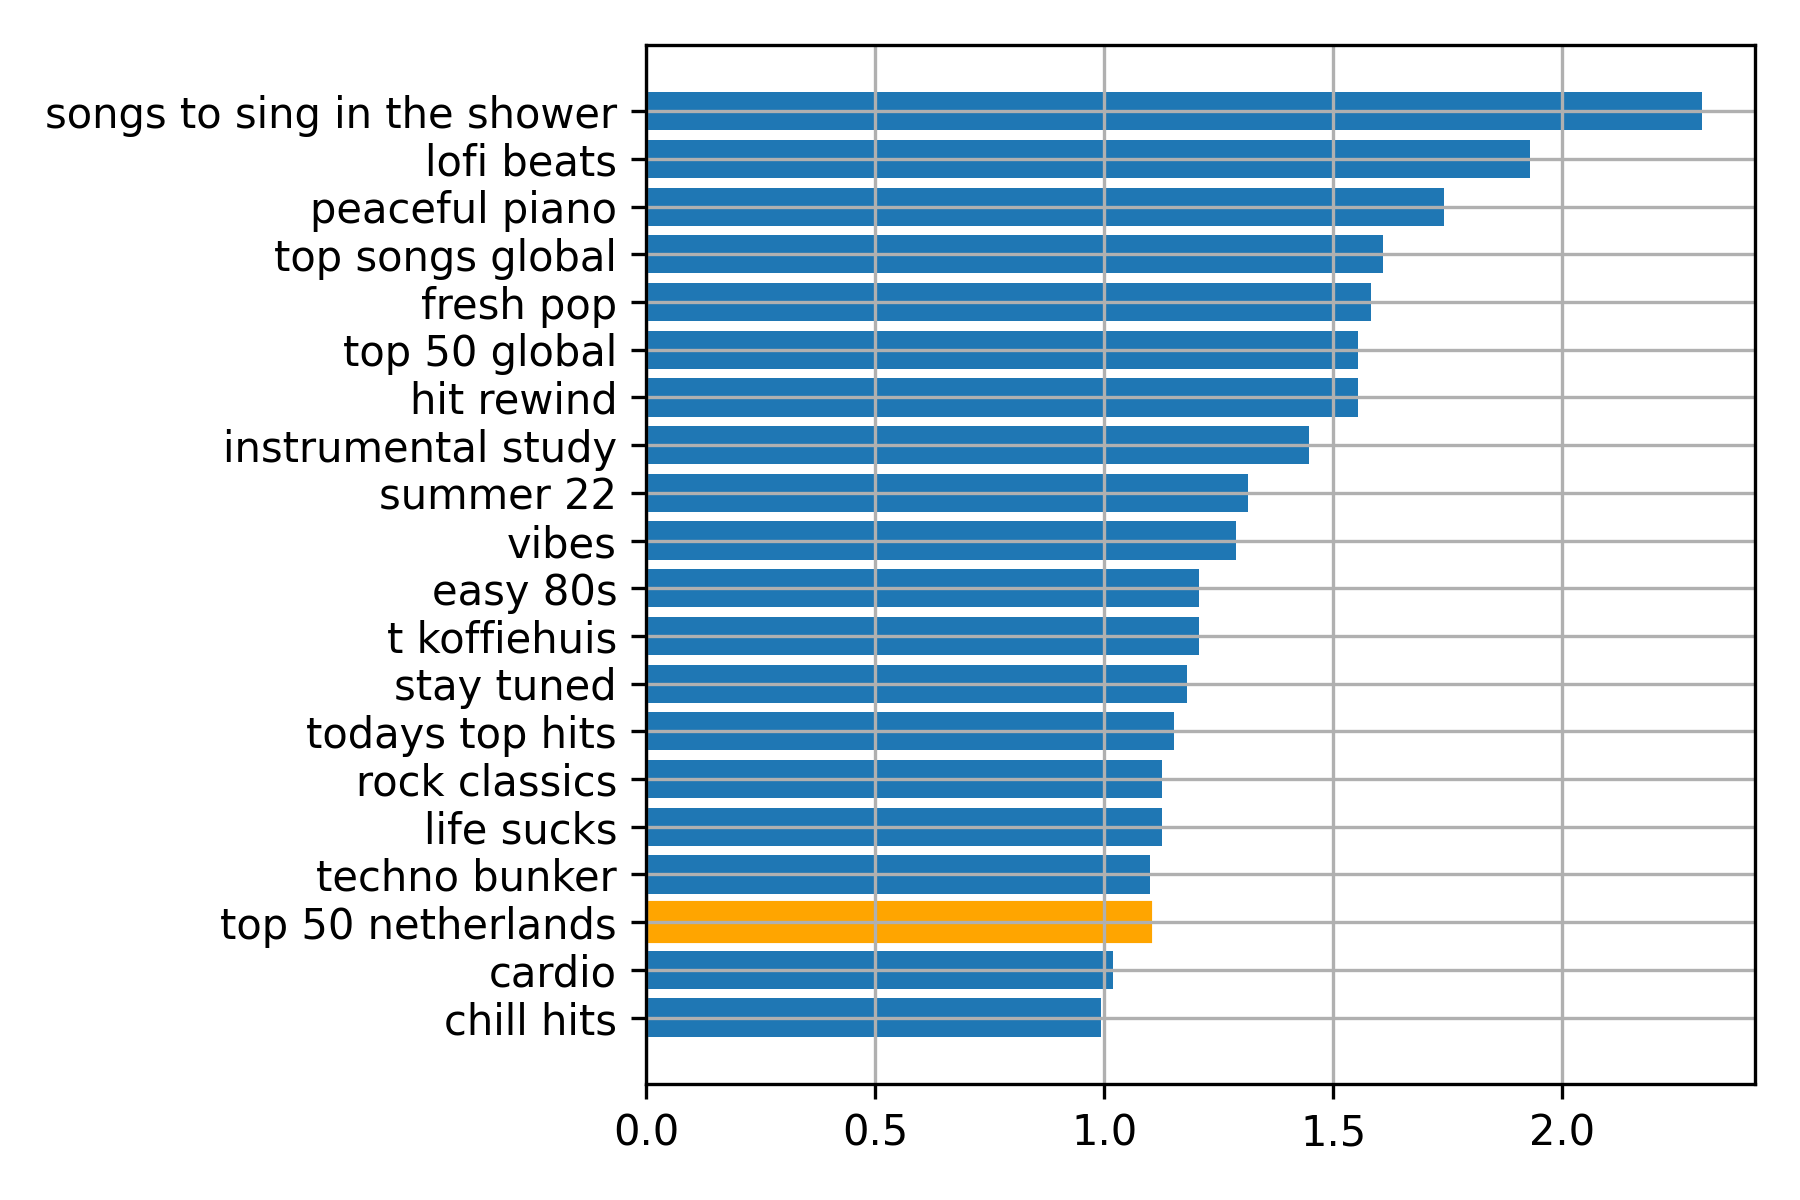 songs to sing in the shower
lofi beats
peaceful piano
top songs global
fresh pop
top 50 global
hit rewind
instrumental study
summer 22
vibes
easy 80s
t koffiehuis
stay tuned
todays top hits
rock classics
life sucks
techno bunker
top 50 netherlands
cardio
chill hits
0.0 0.5 1.0 1.5 2.0